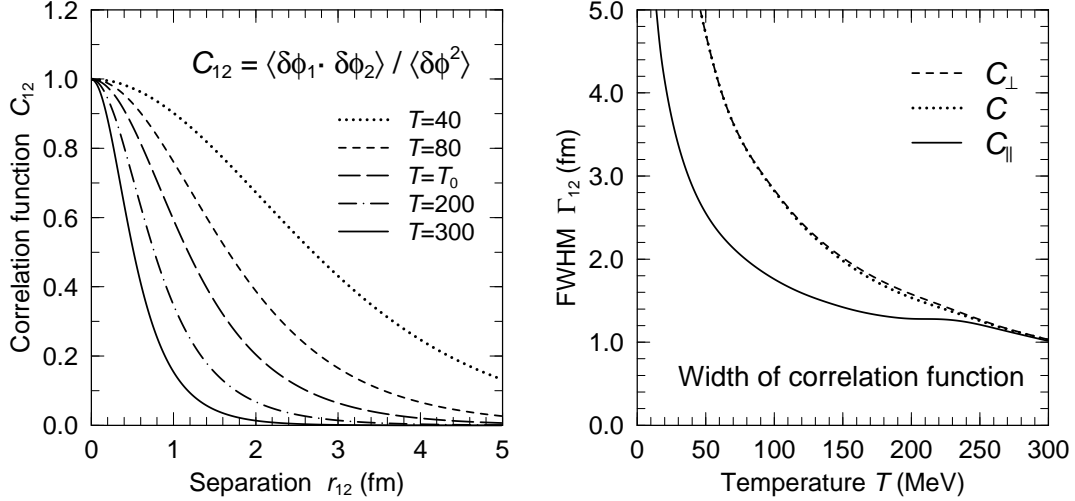 C₁₂ = ⟨δϕ₁· δϕ₂⟩ / ⟨δϕ²⟩
T=40
T=80
T=T₀
T=200
T=300
Correlation function C₁₂
1.2
1.0
0.8
0.6
0.4
0.2
0.0
0 1 2 3 4 5
Separation r₁₂ (fm)
C⊥
C
C∥
Width of correlation function
FWHM Γ₁₂ (fm)
5.0
4.0
3.0
2.0
1.0
0.0
0 50 100 150 200 250 300
Temperature T (MeV)